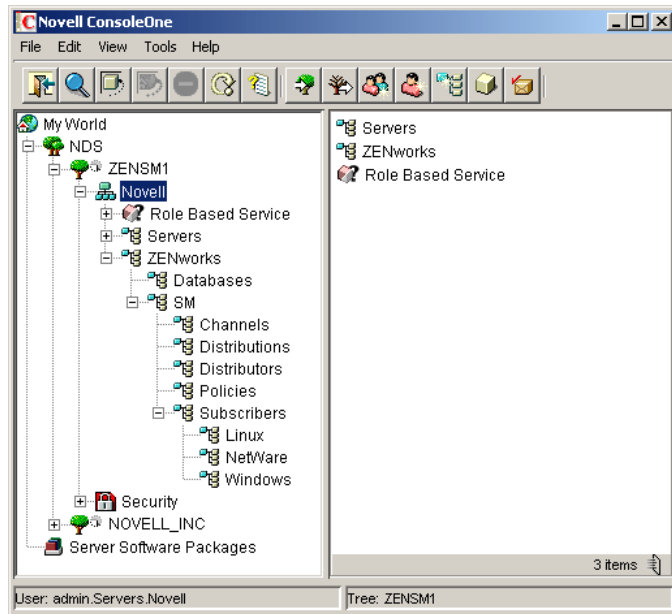 Novell ConsoleOne
File Edit View Tools Help
My World
NDS
ZENSM1
Novell
Role Based Service
Servers
ZENworks
Databases
SM
Channels
Distributions
Distributors
Policies
Subscribers
Linux
NetWare
Windows
Security
NOVELL_INC
Server Software Packages
Servers
ZENworks
Role Based Service
3 items
User: admin.Servers.Novell
Tree: ZENSM1